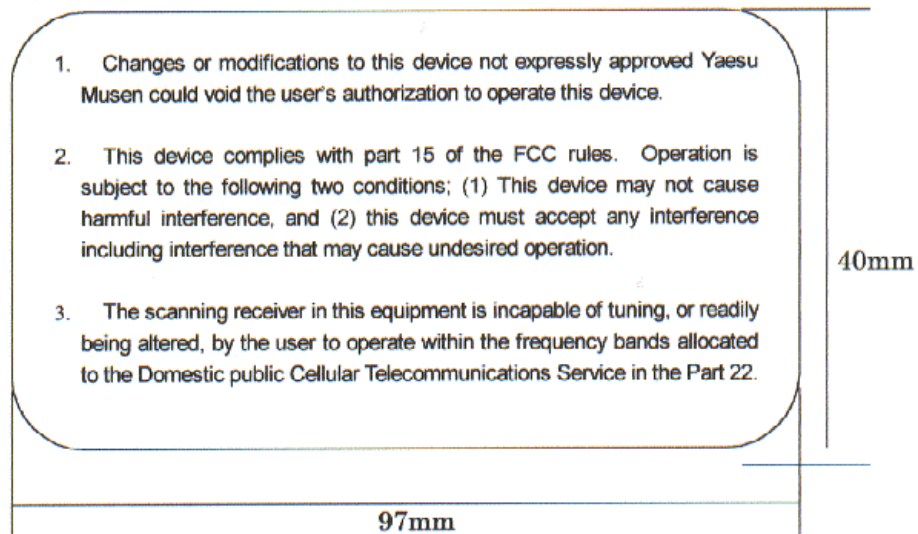 1. Changes or modifications to this device not expressly approved Yaesu
Musen could void the user's authorization to operate this device.
2. This device complies with part 15 of the FCC rules. Operation is
subject to the following two conditions; (1) This device may not cause
harmful interference, and (2) this device must accept any interference
including interference that may cause undesired operation.
3. The scanning receiver in this equipment is incapable of tuning, or readily
being altered, by the user to operate within the frequency bands allocated
to the Domestic public Cellular Telecommunications Service in the Part 22.
40mm
97mm